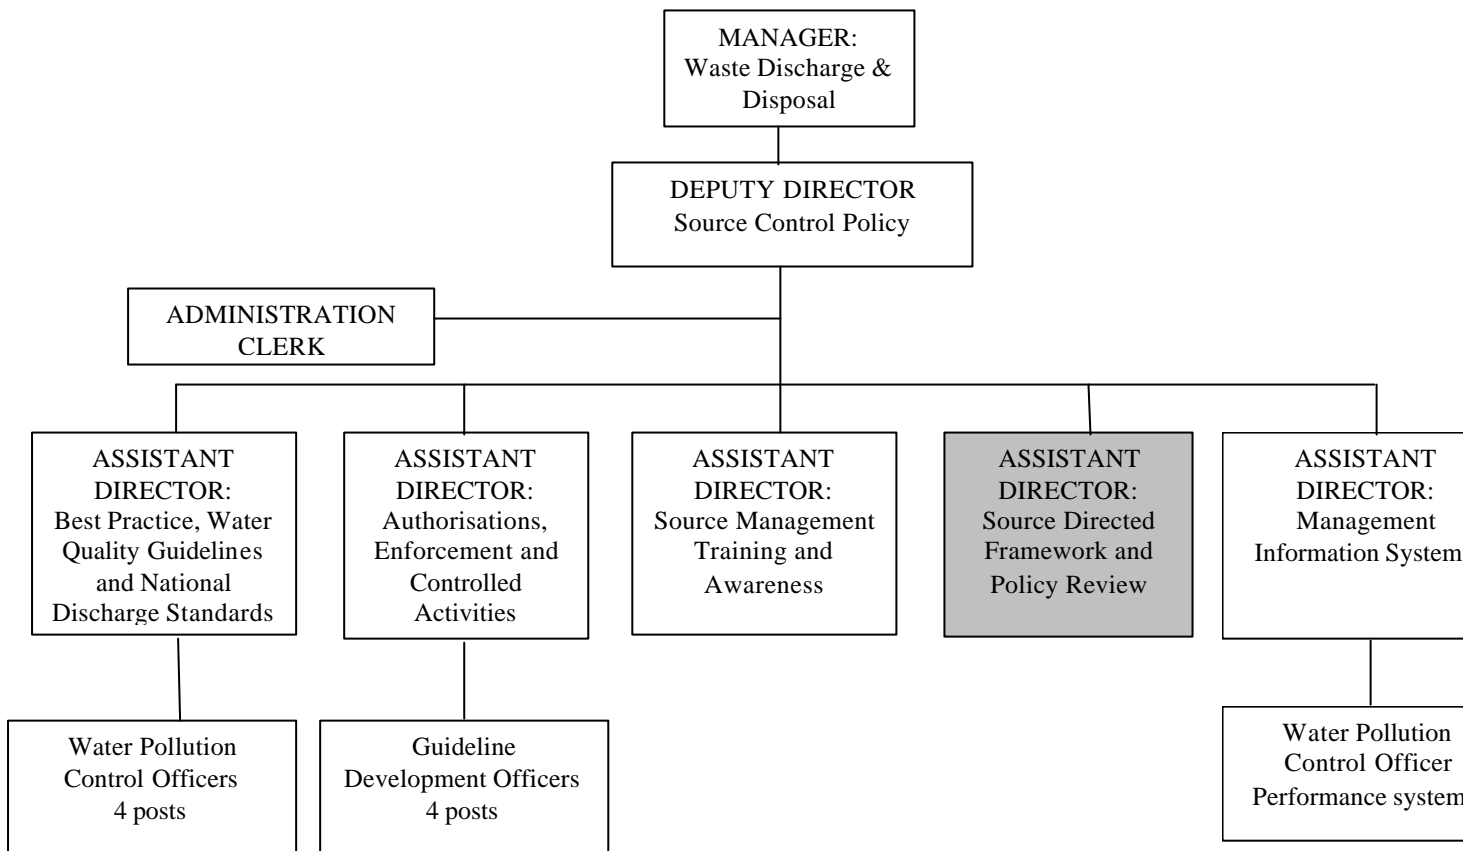 MANAGER:
Waste Discharge &
Disposal
DEPUTY DIRECTOR
Source Control Policy
ADMINISTRATION
CLERK
ASSISTANT
DIRECTOR:
Best Practice, Water
Quality Guidelines
and National
Discharge Standards
ASSISTANT
DIRECTOR:
Authorisations,
Enforcement and
Controlled
Activities
ASSISTANT
DIRECTOR:
Source Management
Training and
Awareness
ASSISTANT
DIRECTOR:
Source Directed
Framework and
Policy Review
ASSISTANT
DIRECTOR:
Management
Information System
Water Pollution
Control Officers
4 posts
Guideline
Development Officers
4 posts
Water Pollution
Control Officer
Performance system